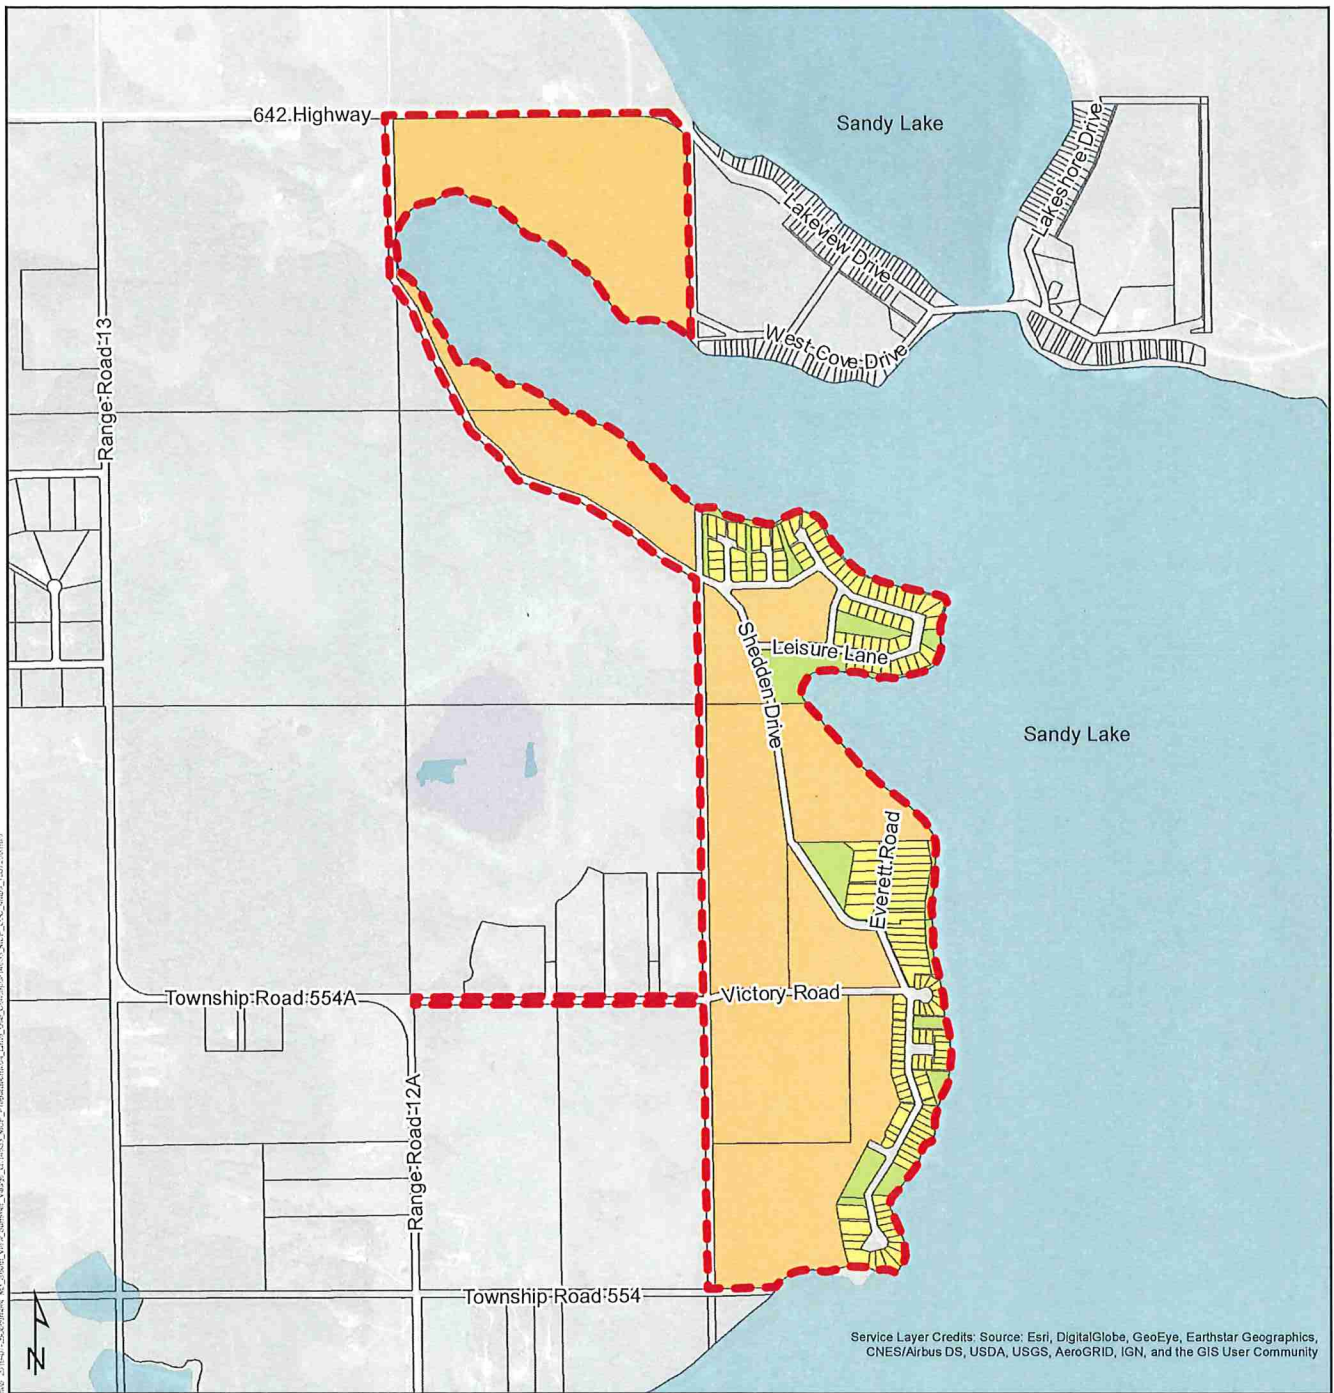 642 Highway
Sandy Lake
Lakeshore Drive
Lakeview Drive
Range Road 13
West Cove Drive
Shedden Drive
Leisure Lane
Sandy Lake
Everett Road
Township Road 554A
Victory Road
Range Road 12A
Township Road 554
N
Service Layer Credits: Source: Esri, DigitalGlobe, GeoEye, Earthstar Geographics,
CNES/Airbus DS, USDA, USGS, AeroGRID, IGN, and the GIS User Community